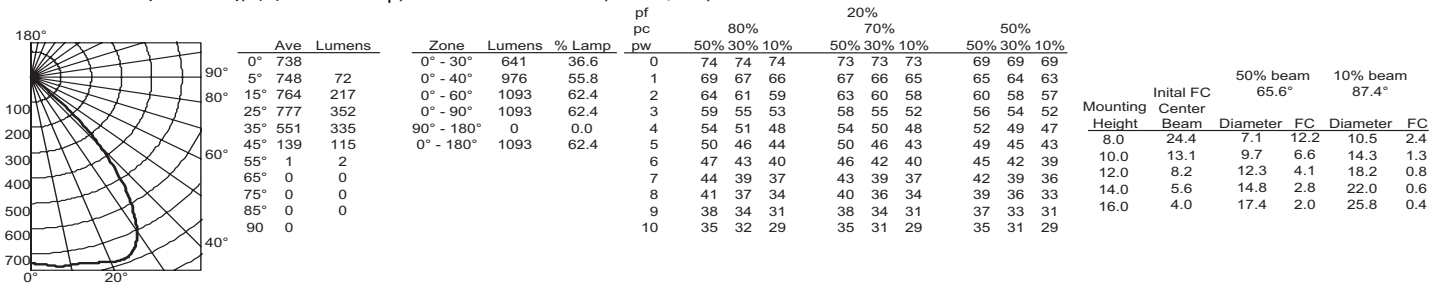 180°
90°
80°
60°
40°
20°
0°
100
200
300
400
500
600
700
Ave Lumens
0° 738
5° 748 72
15° 764 217
25° 777 352
35° 551 335
45° 139 115
55° 1 2
65° 0 0
75° 0 0
85° 0 0
90 0
Zone Lumens % Lamp
0° - 30° 641 36.6
0° - 40° 976 55.8
0° - 60° 1093 62.4
0° - 90° 1093 62.4
90° - 180° 0 0.0
0° - 180° 1093 62.4
pf 20%
pc 80% 70% 50%
pw 50% 30% 10% 50% 30% 10% 50% 30% 10%
0 74 74 74 73 73 73 69 69 69
1 69 67 66 67 66 65 65 64 63
2 64 61 59 63 60 58 60 58 57
3 59 55 53 58 55 52 56 54 52
4 54 51 48 54 50 48 52 49 47
5 50 46 44 50 46 43 49 45 43
6 47 43 40 46 42 40 45 42 39
7 44 39 37 43 39 37 42 39 36
8 41 37 34 40 36 34 39 36 33
9 38 34 31 38 34 31 37 33 31
10 35 32 29 35 31 29 35 31 29
50% beam 10% beam
Inital FC 65.6° 87.4°
Mounting Center
Height Beam Diameter FC Diameter FC
8.0 24.4 7.1 12.2 10.5 2.4
10.0 13.1 9.7 6.6 14.3 1.3
12.0 8.2 12.3 4.1 18.2 0.8
14.0 5.6 14.8 2.8 22.0 0.6
16.0 4.0 17.4 2.0 25.8 0.4